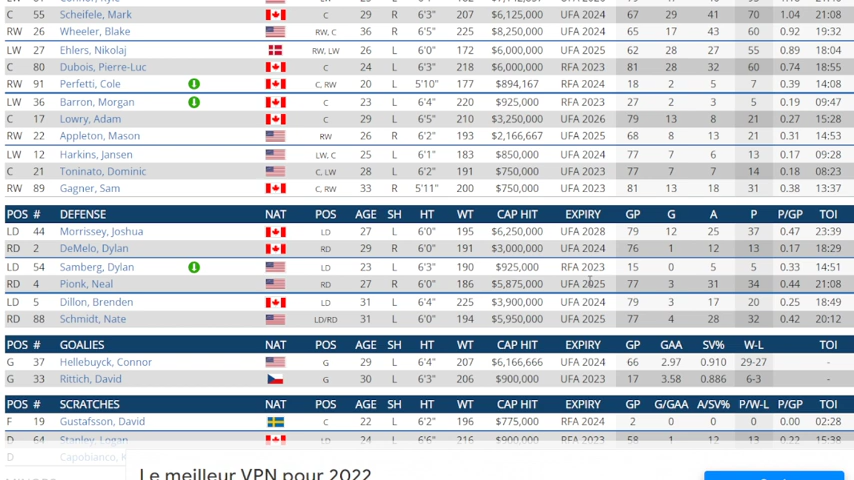 C 55 Scheifele, Mark C 29 R 6'3" 207 $6,125,000 UFA 2024 67 29 41 70 1.04 21:08
RW 26 Wheeler, Blake RW, C 36 R 6'5" 225 $8,250,000 UFA 2024 65 17 43 60 0.92 19:32
LW 27 Ehlers, Nikolaj RW, LW 26 L 6'0" 172 $6,000,000 UFA 2025 62 28 27 55 0.89 18:04
C 80 Dubois, Pierre-Luc C 24 L 6'3" 218 $6,000,000 RFA 2023 81 28 32 60 0.74 18:55
RW 91 Perfetti, Cole C, RW 20 L 5'10" 177 $894,167 RFA 2024 18 2 5 7 0.39 14:08
LW 36 Barron, Morgan C 23 L 6'4" 220 $925,000 RFA 2023 27 2 3 5 0.19 09:47
C 17 Lowry, Adam C 29 L 6'5" 210 $3,250,000 UFA 2026 79 13 8 21 0.27 15:28
RW 22 Appleton, Mason RW 26 R 6'2" 193 $2,166,667 UFA 2025 68 8 13 21 0.31 14:53
LW 12 Harkins, Jansen LW, C 25 L 6'1" 183 $850,000 RFA 2024 77 7 6 13 0.17 09:28
C 21 Toninato, Dominic C, LW 28 L 6'2" 191 $750,000 UFA 2023 77 7 7 14 0.18 08:23
RW 89 Gagner, Sam C, RW 33 R 5'11" 200 $750,000 UFA 2023 81 13 18 31 0.38 13:37
POS # DEFENSE NAT POS AGE SH HT WT CAP HIT EXPIRY GP G A P P/GP TOI
LD 44 Morrissey, Joshua LD 27 L 6'0" 195 $6,250,000 UFA 2028 79 12 25 37 0.47 23:39
RD 2 DeMelo, Dylan RD 29 R 6'0" 191 $3,000,000 UFA 2024 76 1 12 13 0.17 18:29
LD 54 Samberg, Dylan LD 23 L 6'3" 190 $925,000 RFA 2023 15 0 5 5 0.33 14:51
RD 4 Pionk, Neal RD 27 R 6'0" 186 $5,875,000 UFA 2025 77 3 31 34 0.44 21:08
LD 5 Dillon, Brenden LD 31 L 6'4" 225 $3,900,000 UFA 2024 79 3 17 20 0.25 18:49
RD 88 Schmidt, Nate LD/RD 31 L 6'1" 194 $5,950,000 UFA 2025 77 4 28 32 0.42 20:12
POS # GOALIES NAT POS AGE SH HT WT CAP HIT EXPIRY GP GAA SV% W-L
G 37 Hellebuyck, Connor G 29 L 6'4" 207 $6,166,666 UFA 2024 66 2.97 0.910 29-27 -
G 33 Rittich, David G 30 L 6'3" 206 $900,000 UFA 2023 17 3.58 0.886 6-3 -
POS # SCRATCHES NAT POS AGE SH HT WT CAP HIT EXPIRY GP G/GAA A/SV% P/W-L P/GP TOI
F 19 Gustafsson, David C 22 L 6'2" 196 $775,000 RFA 2024 2 0 0 0 0.00 02:28
D 64 Stanley, Logan LD 24 L 6'6" 216 $900,000 RFA 2023 58 1 12 13 0.22 15:38
D Capobianco, K
Le meilleur VPN pour 2022